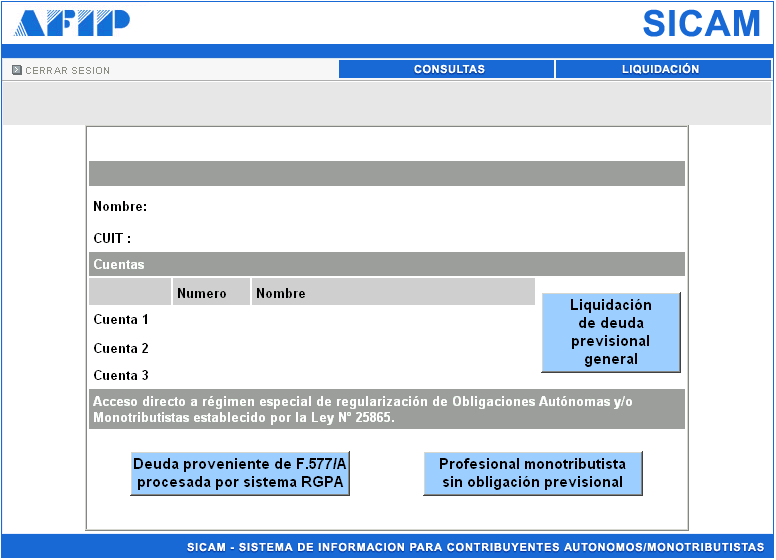 AFIP
SICAM
CERRAR SESION
CONSULTAS
LIQUIDACIÓN
Nombre:
CUIT :
Cuentas
Numero
Nombre
Cuenta 1
Cuenta 2
Cuenta 3
Liquidación
de deuda
previsional
general
Acceso directo a régimen especial de regularización de Obligaciones Autónomas y/o
Monotributistas establecido por la Ley Nº 25865.
Deuda proveniente de F.577/A
procesada por sistema RGPA
Profesional monotributista
sin obligación previsional
SICAM - SISTEMA DE INFORMACION PARA CONTRIBUYENTES AUTONOMOS/MONOTRIBUTISTAS